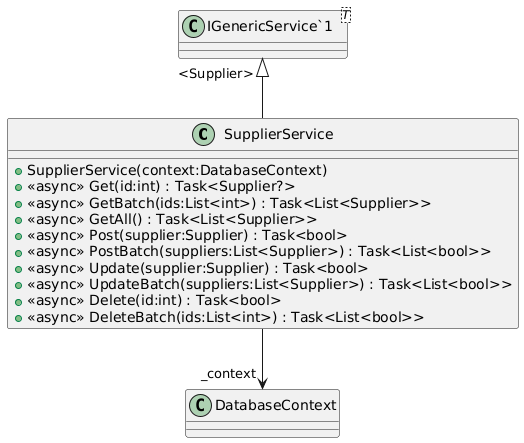 C IGenericService`1 T
<Supplier>
C SupplierService
SupplierService(context:DatabaseContext)
«async» Get(id:int) : Task<Supplier?>
«async» GetBatch(ids:List<int>) : Task<List<Supplier>>
«async» GetAll() : Task<List<Supplier>>
«async» Post(supplier:Supplier) : Task<bool>
«async» PostBatch(suppliers:List<Supplier>) : Task<List<bool>>
«async» Update(supplier:Supplier) : Task<bool>
«async» UpdateBatch(suppliers:List<Supplier>) : Task<List<bool>>
«async» Delete(id:int) : Task<bool>
«async» DeleteBatch(ids:List<int>) : Task<List<bool>>
_context
C DatabaseContext